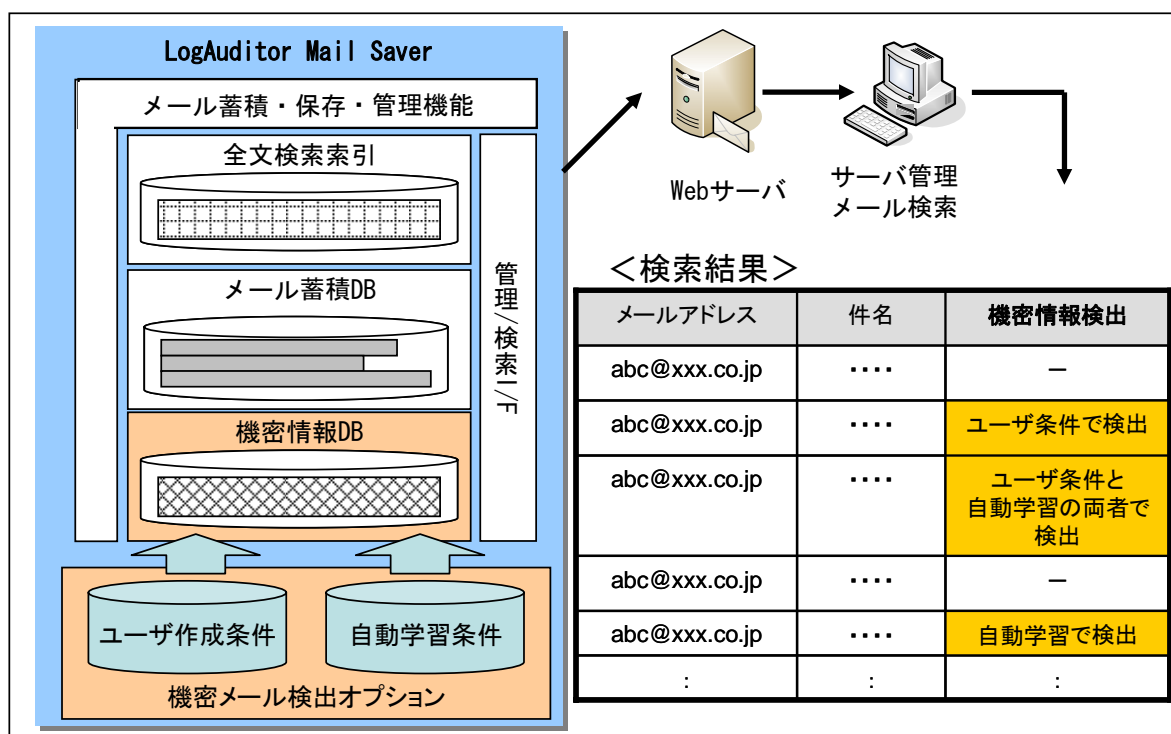 LogAuditor Mail Saver
メール蓄積・保存・管理機能
全文検索索引
メール蓄積DB
機密情報DB
管理/検索I/F
ユーザ作成条件
自動学習条件
機密メール検出オプション
Webサーバ
サーバ管理
メール検索
＜検索結果＞
メールアドレス 件名 機密情報検出
abc@xxx.co.jp ・・・・ －
abc@xxx.co.jp ・・・・ ユーザ条件で検出
abc@xxx.co.jp ・・・・ ユーザ条件と
自動学習の両者で
検出
abc@xxx.co.jp ・・・・ －
abc@xxx.co.jp ・・・・ 自動学習で検出
： ： ：